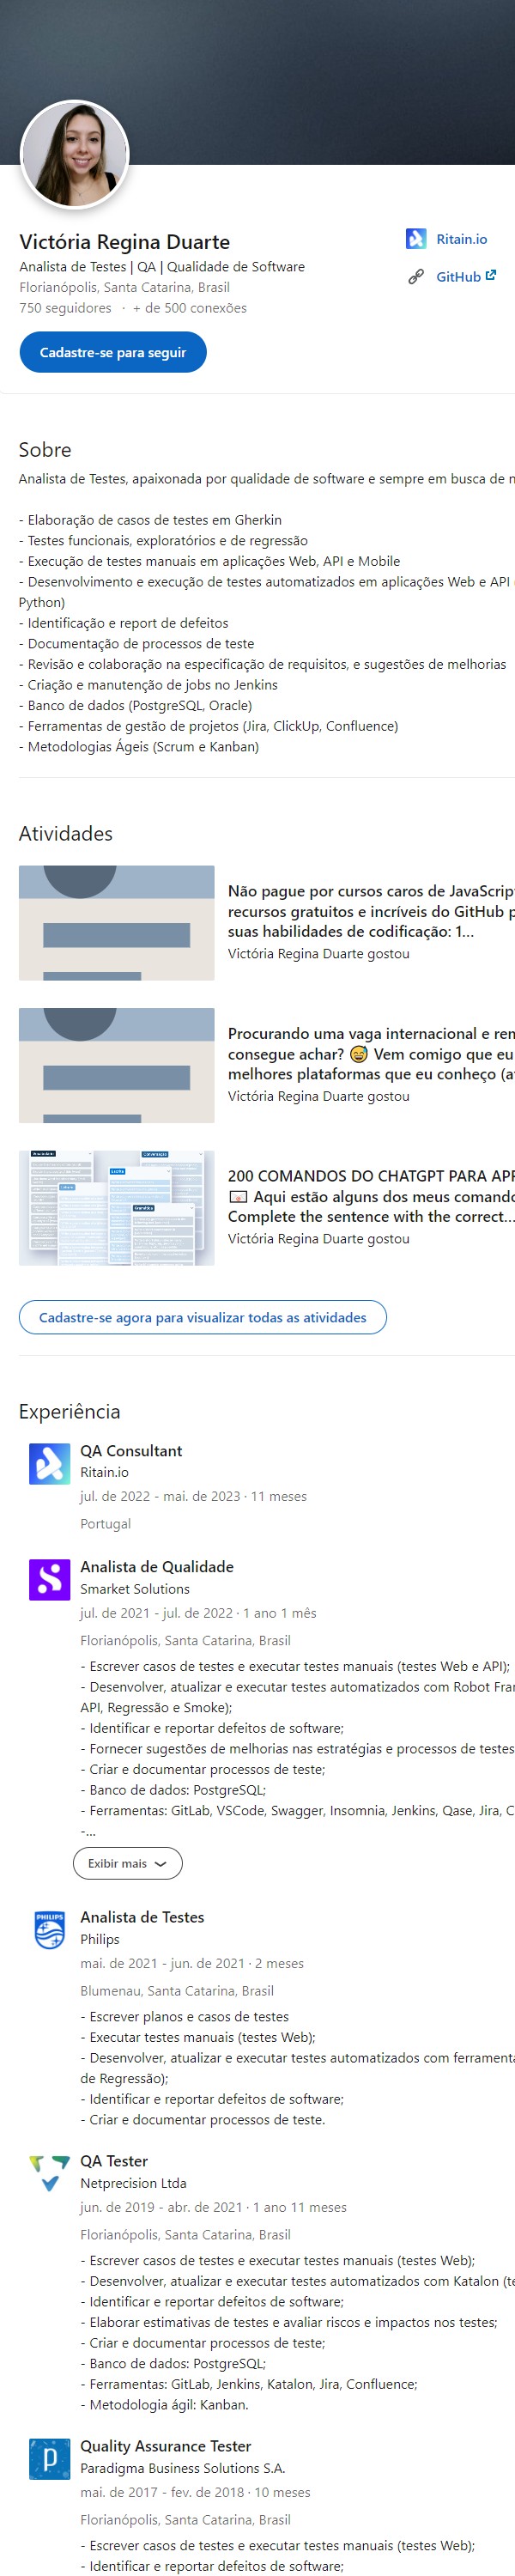 Victória Regina Duarte
Analista de Testes | QA | Qualidade de Software
Florianópolis, Santa Catarina, Brasil
750 seguidores · + de 500 conexões
Ritain.io
GitHub
Cadastre-se para seguir
Sobre
Analista de Testes, apaixonada por qualidade de software e sempre em busca de
- Elaboração de casos de testes em Gherkin
- Testes funcionais, exploratórios e de regressão
- Execução de testes manuais em aplicações Web, API e Mobile
- Desenvolvimento e execução de testes automatizados em aplicações Web e API
Python)
- Identificação e report de defeitos
- Documentação de processos de teste
- Revisão e colaboração na especificação de requisitos, e sugestões de melhorias
- Criação e manutenção de jobs no Jenkins
- Banco de dados (PostgreSQL, Oracle)
- Ferramentas de gestão de projetos (Jira, ClickUp, Confluence)
- Metodologias Ágeis (Scrum e Kanban)
Atividades
Não pague por cursos caros de JavaScrip
recursos gratuitos e incríveis do GitHub p
suas habilidades de codificação: 1…
Victória Regina Duarte gostou
Procurando uma vaga internacional e rem
consegue achar? 😅 Vem comigo que eu
melhores plataformas que eu conheço (a
Victória Regina Duarte gostou
200 COMANDOS DO CHATGPT PARA APR
Aqui estão alguns dos meus comando
Complete the sentence with the correct…
Victória Regina Duarte gostou
Cadastre-se agora para visualizar todas as atividades
Experiência
QA Consultant
Ritain.io
jul. de 2022 - mai. de 2023 · 11 meses
Portugal
Analista de Qualidade
Smarket Solutions
jul. de 2021 - jul. de 2022 · 1 ano 1 mês
Florianópolis, Santa Catarina, Brasil
- Escrever casos de testes e executar testes manuais (testes Web e API);
- Desenvolver, atualizar e executar testes automatizados com Robot Fra
API, Regressão e Smoke);
- Identificar e reportar defeitos de software;
- Fornecer sugestões de melhorias nas estratégias e processos de testes
- Criar e documentar processos de teste;
- Banco de dados: PostgreSQL;
- Ferramentas: GitLab, VSCode, Swagger, Insomnia, Jenkins, Qase, Jira, C
-…
Exibir mais
PHILIPS
Analista de Testes
Philips
mai. de 2021 - jun. de 2021 · 2 meses
Blumenau, Santa Catarina, Brasil
- Escrever planos e casos de testes
- Executar testes manuais (testes Web);
- Desenvolver, atualizar e executar testes automatizados com ferrament
de Regressão);
- Identificar e reportar defeitos de software;
- Criar e documentar processos de teste.
QA Tester
Netprecision Ltda
jun. de 2019 - abr. de 2021 · 1 ano 11 meses
Florianópolis, Santa Catarina, Brasil
- Escrever casos de testes e executar testes manuais (testes Web);
- Desenvolver, atualizar e executar testes automatizados com Katalon (te
- Identificar e reportar defeitos de software;
- Elaborar estimativas de testes e avaliar riscos e impactos nos testes;
- Criar e documentar processos de teste;
- Banco de dados: PostgreSQL;
- Ferramentas: GitLab, Jenkins, Katalon, Jira, Confluence;
- Metodologia ágil: Kanban.
p
Quality Assurance Tester
Paradigma Business Solutions S.A.
mai. de 2017 - fev. de 2018 · 10 meses
Florianópolis, Santa Catarina, Brasil
- Escrever casos de testes e executar testes manuais (testes Web);
- Identificar e reportar defeitos de software;